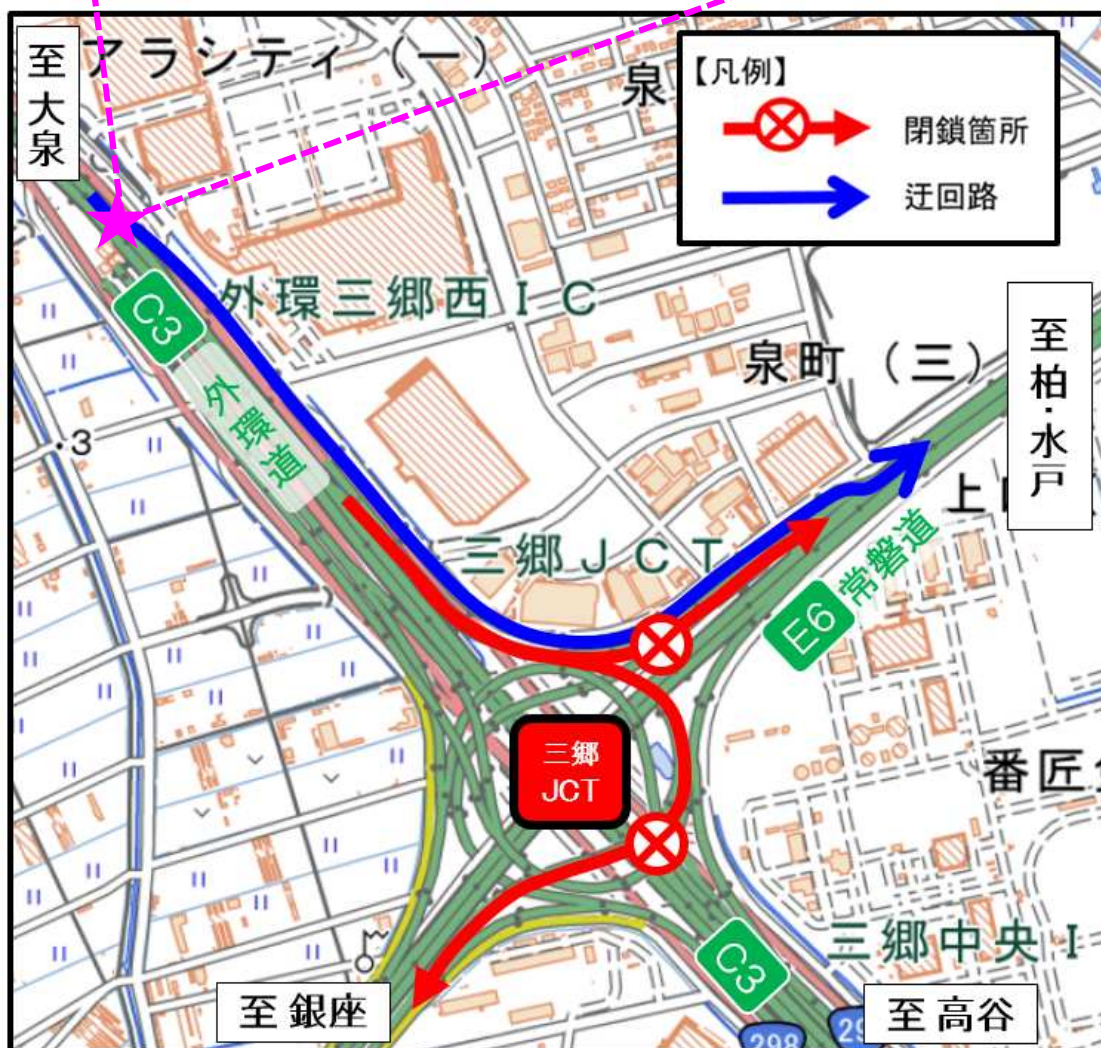 至大泉
アラシティ(一)
泉
【凡例】
閉鎖箇所
迂回路
外環三郷西IC
C3
外環道
・3
泉町(三)
至柏・水戸
上口
三郷JCT
E6
常磐道
三郷
JCT
番匠
C3
三郷中央I
至 銀座
298
29
至 高谷